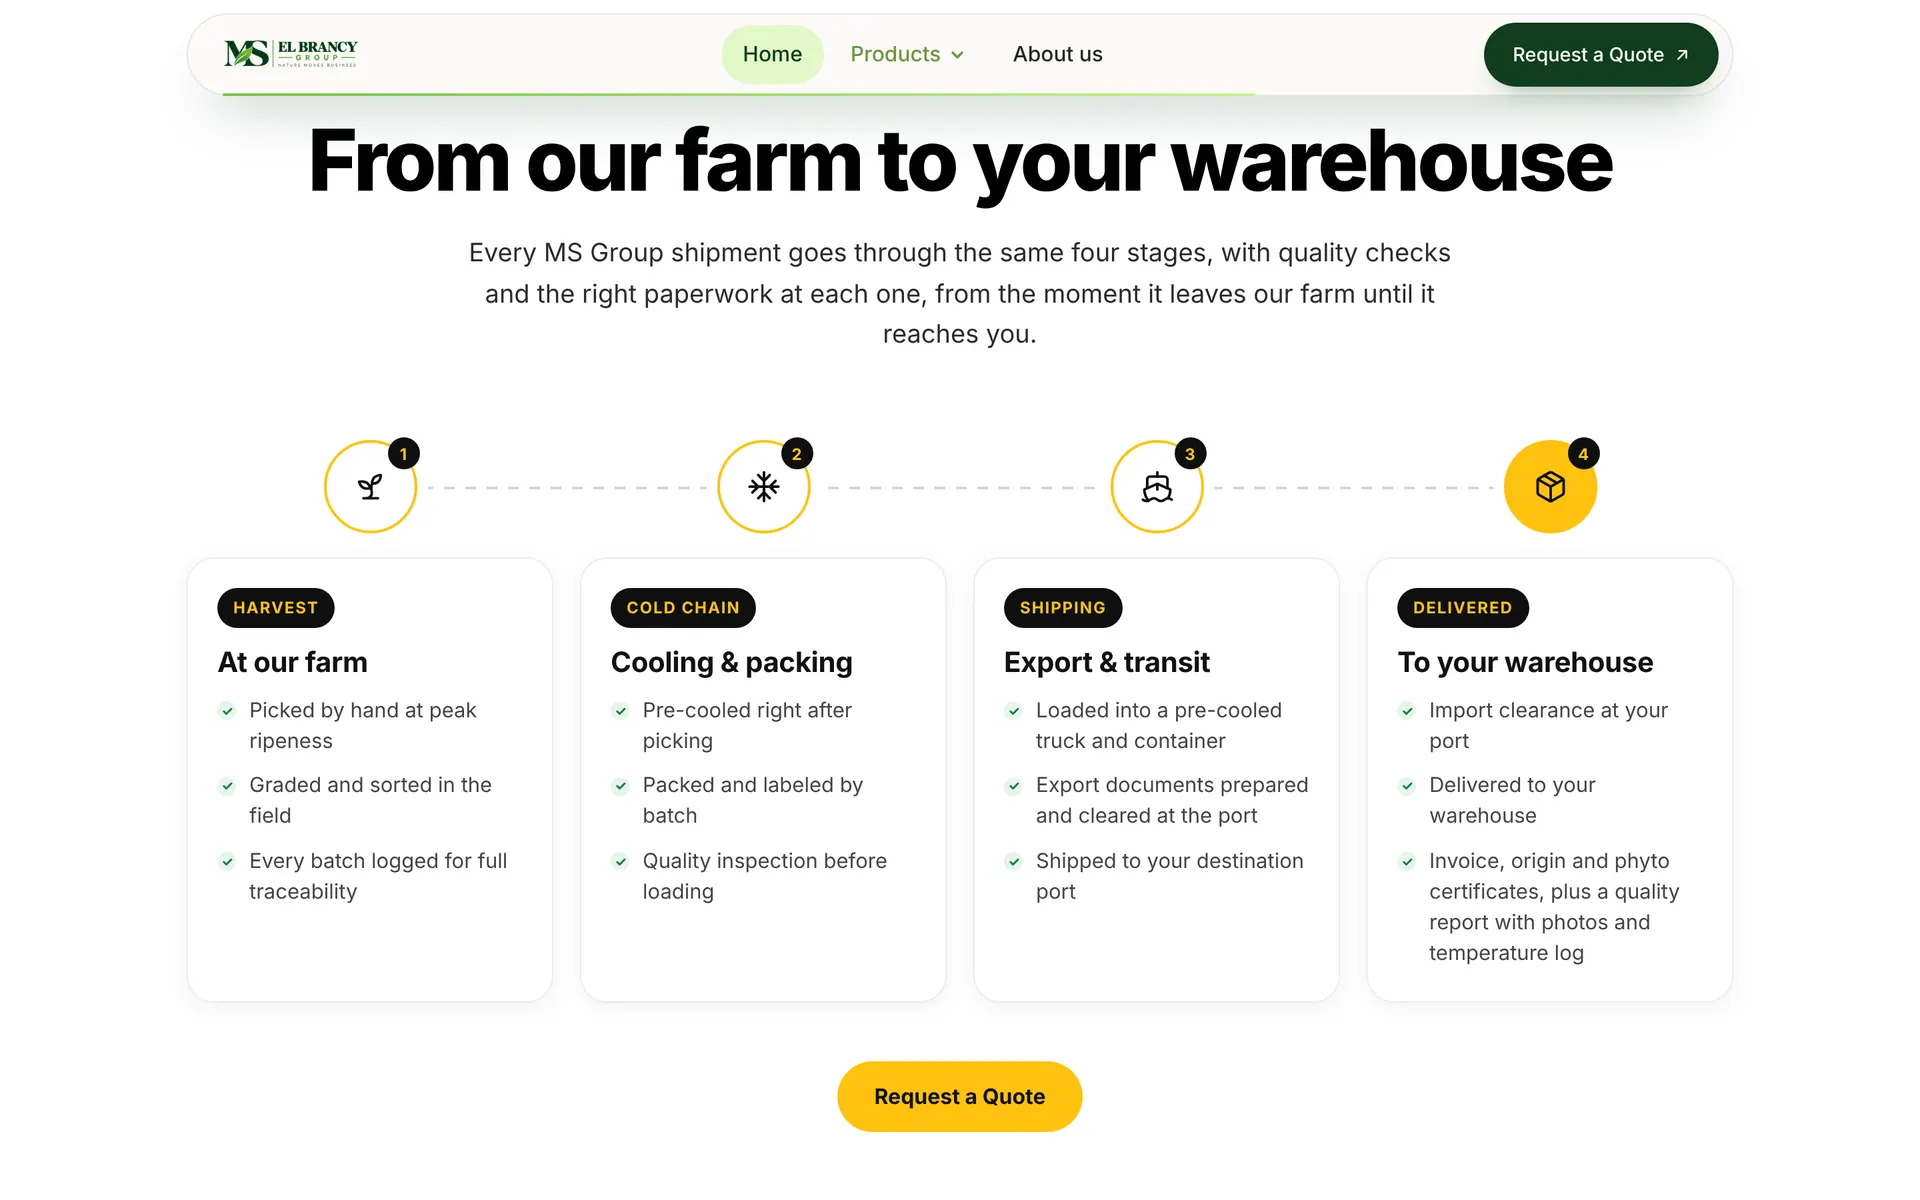 MS EL BRANCY
GROUP
NATURE MOVES BUSINESS
Home
Products
About us
Request a Quote
From our farm to your warehouse
Every MS Group shipment goes through the same four stages, with quality checks
and the right paperwork at each one, from the moment it leaves our farm until it
reaches you.
1
2
3
4
HARVEST
At our farm
Picked by hand at peak
ripeness
Graded and sorted in the
field
Every batch logged for full
traceability
COLD CHAIN
Cooling & packing
Pre-cooled right after
picking
Packed and labeled by
batch
Quality inspection before
loading
SHIPPING
Export & transit
Loaded into a pre-cooled
truck and container
Export documents prepared
and cleared at the port
Shipped to your destination
port
DELIVERED
To your warehouse
Import clearance at your
port
Delivered to your
warehouse
Invoice, origin and phyto
certificates, plus a quality
report with photos and
temperature log
Request a Quote